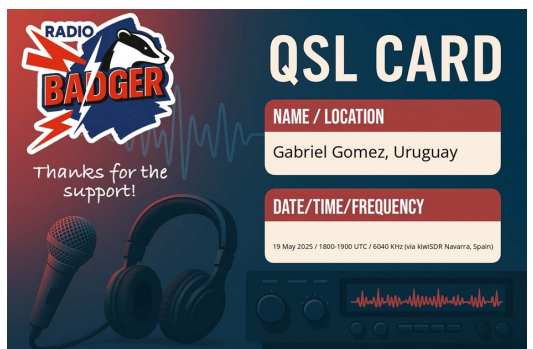 RADIO
BADGER
Thanks for the
support!
QSL CARD
NAME / LOCATION
Gabriel Gomez, Uruguay
DATE/TIME/FREQUENCY
19 May 2025 / 1800-1900 UTC / 6040 KHz (via kiwiSDR Navarra, Spain)